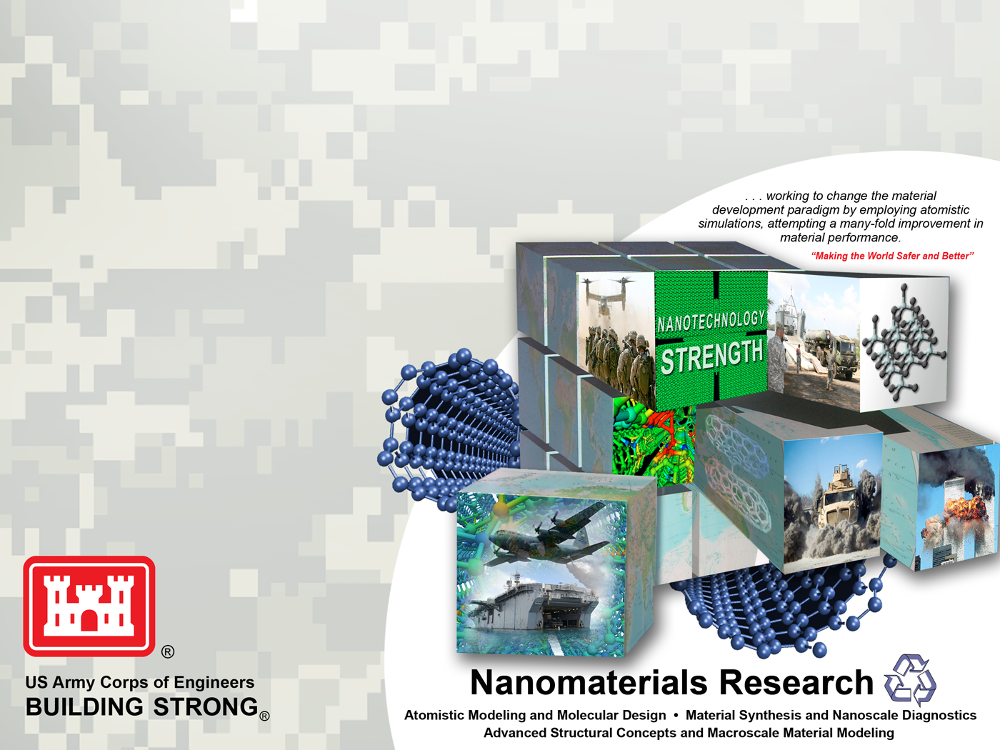 . . . working to change the material
development paradigm by employing atomistic
simulations, attempting a many-fold improvement in
material performance.
“Making the World Safer and Better”
NANOTECHNOLOGY
STRENGTH
®
US Army Corps of Engineers
BUILDING STRONG®
Nanomaterials Research
Atomistic Modeling and Molecular Design • Material Synthesis and Nanoscale Diagnostics
Advanced Structural Concepts and Macroscale Material Modeling